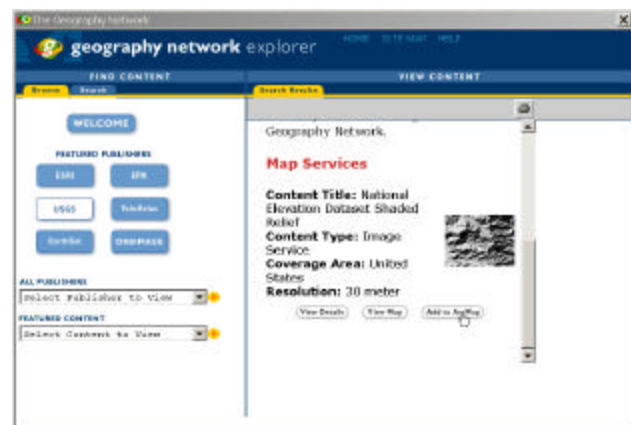 The Geography Network
geography network explorer
HOME SITE MAP HELP
FIND CONTENT
VIEW CONTENT
Browse Search
Search Results
WELCOME
FEATURED PUBLISHERS
ESRI EPA
USGS
ALL PUBLISHERS
Select Publisher to View
FEATURED CONTENT
Select Content to View
Geography Network.
Map Services
Content Title: National
Elevation Dataset Shaded
Relief
Content Type: Image
Service
Coverage Area: United
States
Resolution: 30 meter
View Details View Map Add to ArcMap